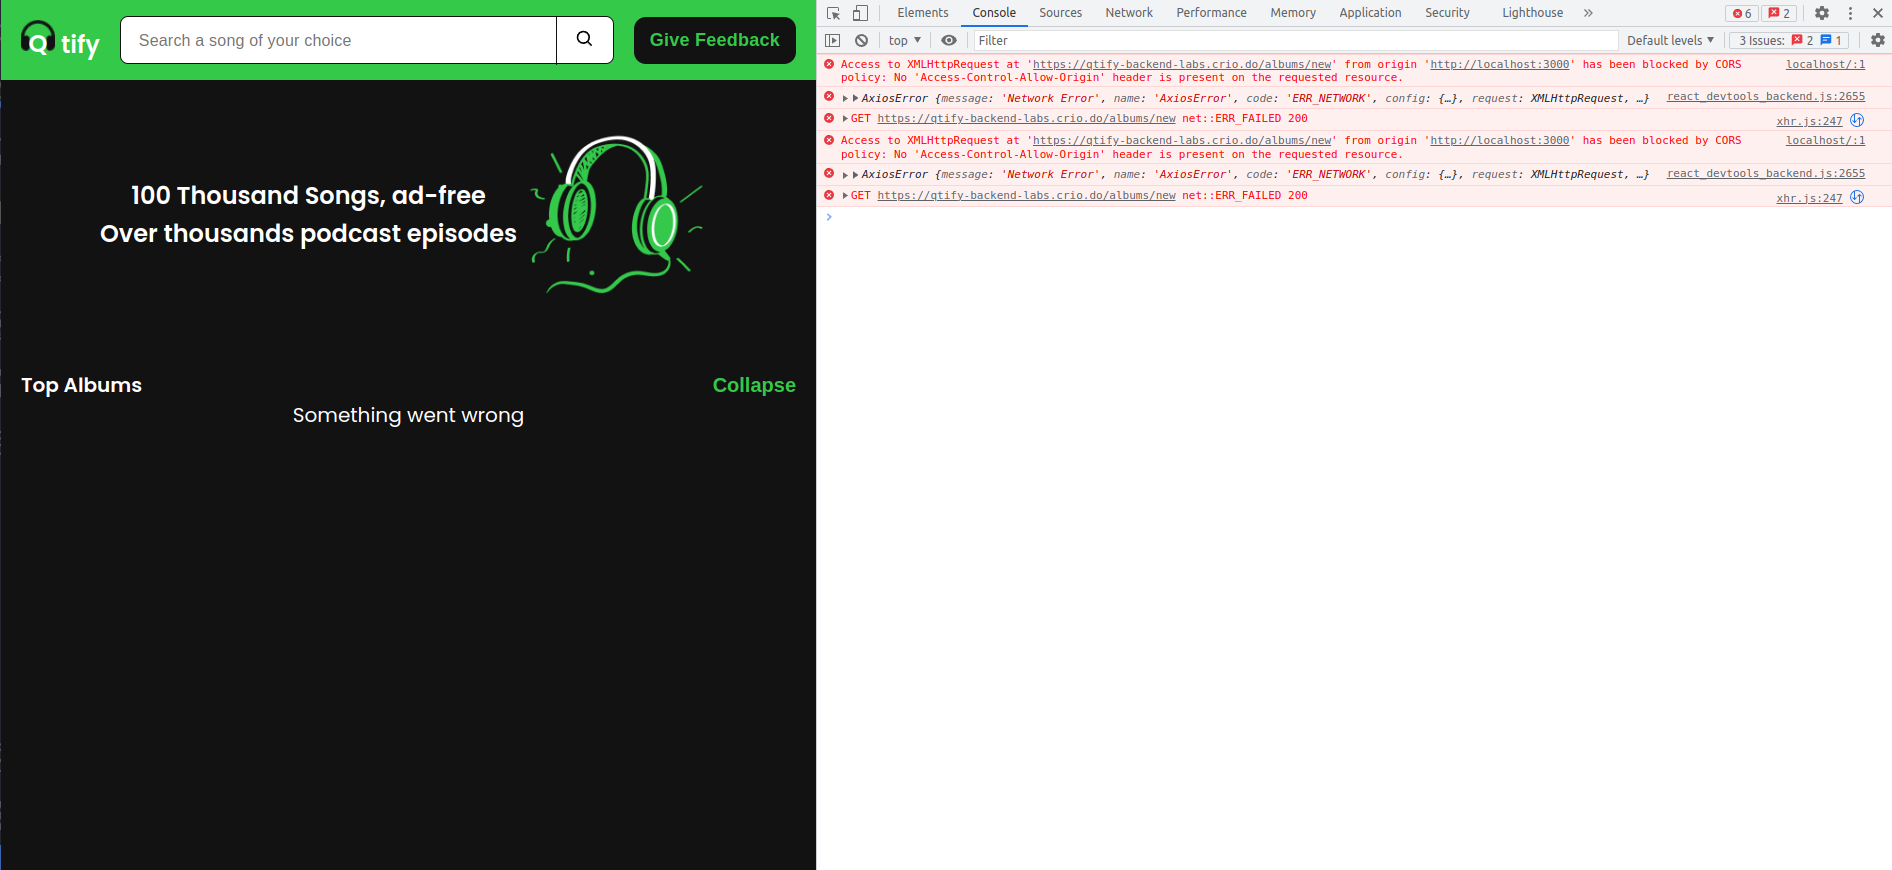 Q tify
Search a song of your choice
Give Feedback
100 Thousand Songs, ad-free
Over thousands podcast episodes
Top Albums
Collapse
Something went wrong
Elements Console Sources Network Performance Memory Application Security Lighthouse » 6 2
top Filter Default levels 3 Issues: 2 1
Access to XMLHttpRequest at 'https://qtify-backend-labs.crio.do/albums/new' from origin 'http://localhost:3000' has been blocked by CORS localhost/:1
policy: No 'Access-Control-Allow-Origin' header is present on the requested resource.
AxiosError {message: 'Network Error', name: 'AxiosError', code: 'ERR_NETWORK', config: {…}, request: XMLHttpRequest, …} react_devtools_backend.js:2655
GET https://qtify-backend-labs.crio.do/albums/new net::ERR_FAILED 200 xhr.js:247
Access to XMLHttpRequest at 'https://qtify-backend-labs.crio.do/albums/new' from origin 'http://localhost:3000' has been blocked by CORS localhost/:1
policy: No 'Access-Control-Allow-Origin' header is present on the requested resource.
AxiosError {message: 'Network Error', name: 'AxiosError', code: 'ERR_NETWORK', config: {…}, request: XMLHttpRequest, …} react_devtools_backend.js:2655
GET https://qtify-backend-labs.crio.do/albums/new net::ERR_FAILED 200 xhr.js:247